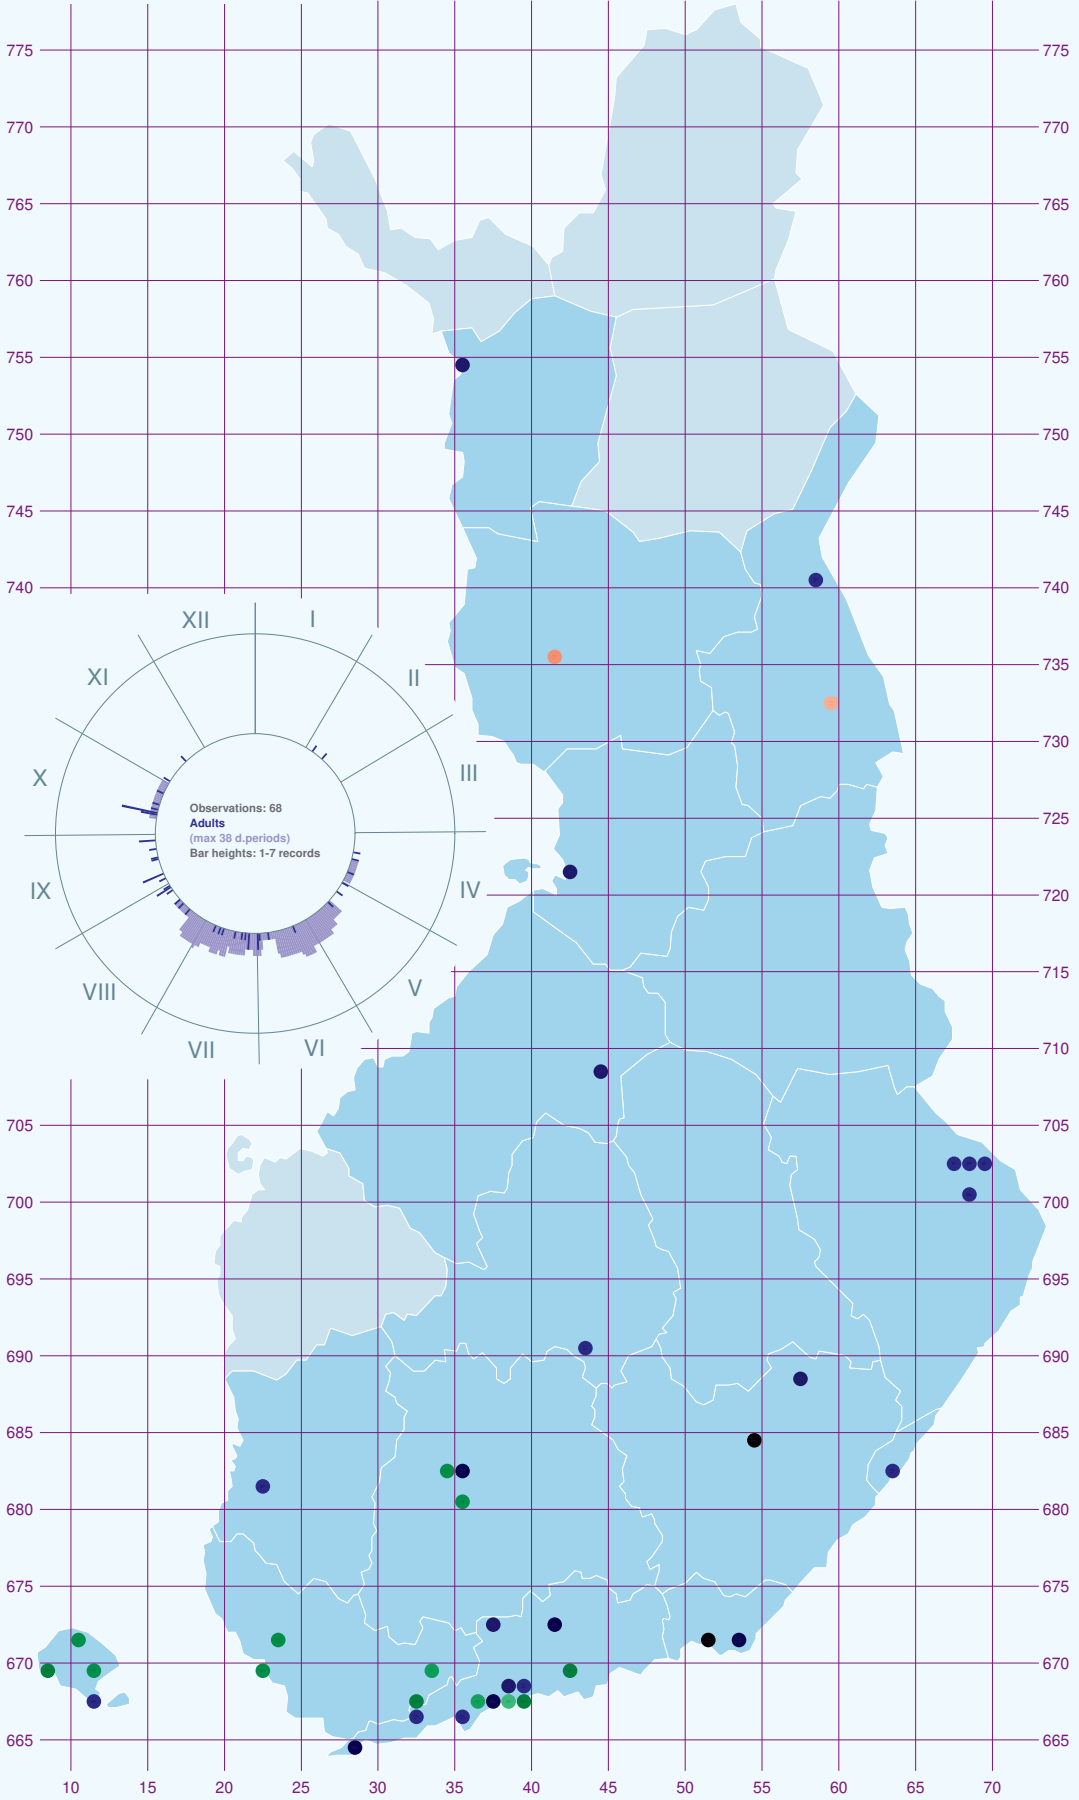 775 775
770 770
765 765
760 760
755 755
750 750
745 745
740 740
XII I
XI II
735 735
730 730
X III
Observations: 68
Adults
(max 38 d.periods)
Bar heights: 1-7 records
725 725
IX IV
720 720
VIII V
715 715
VII VI
710 710
705 705
700 700
695 695
690 690
685 685
680 680
675 675
670 670
665 665
10 15 20 25 30 35 40 45 50 55 60 65 70